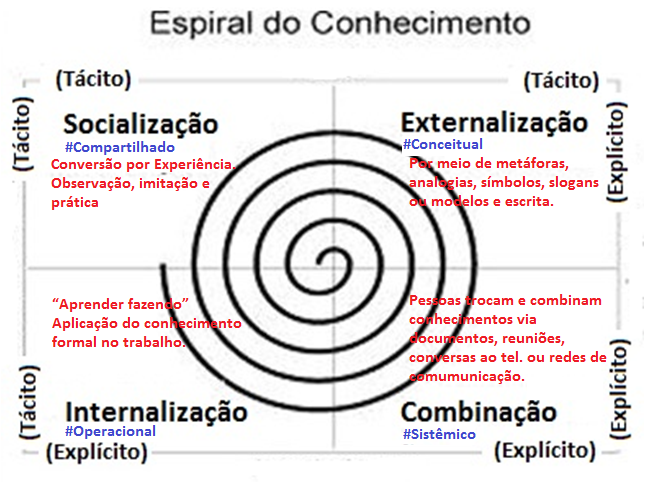 Espiral do Conhecimento
(Tácito)
(Tácito)
(Tácito)
Socialização
#Compartilhado
Conversão por Experiência.
Observação, imitação e
prática
Externalização
#Conceitual
Por meio de metáforas,
analogias, símbolos, slogans
ou modelos e escrita.
(Explícito)
“Aprender fazendo”
Aplicação do conhecimento
formal no trabalho.
Pessoas trocam e combinam
conhecimentos via
documentos, reuniões,
conversas ao tel. ou redes de
comumunicação.
(Tácito)
Internalização
#Operacional
(Explícito)
Combinação
#Sistêmico
(Explícito)
(Explícito)